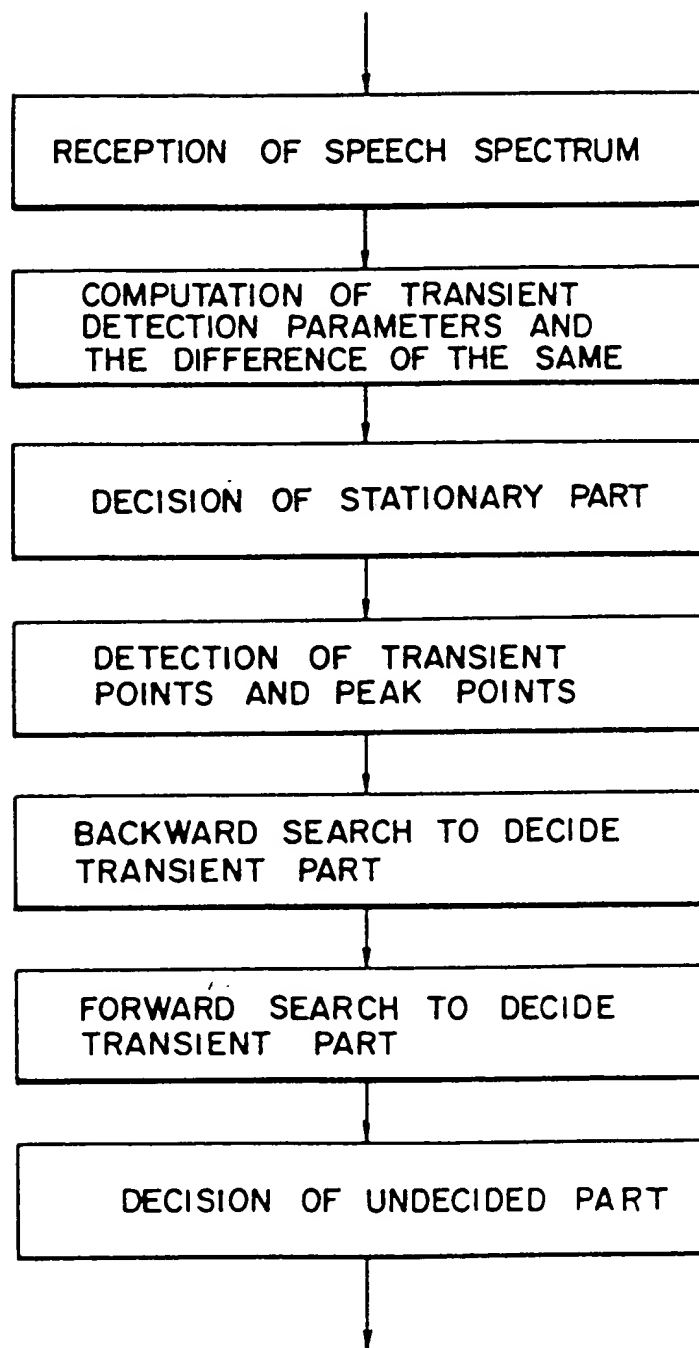 RECEPTION OF SPEECH SPECTRUM
COMPUTATION OF TRANSIENT
DETECTION PARAMETERS AND
THE DIFFERENCE OF THE SAME
DECISION OF STATIONARY PART
DETECTION OF TRANSIENT
POINTS AND PEAK POINTS
BACKWARD SEARCH TO DECIDE
TRANSIENT PART
FORWARD SEARCH TO DECIDE
TRANSIENT PART
DECISION OF UNDECIDED PART